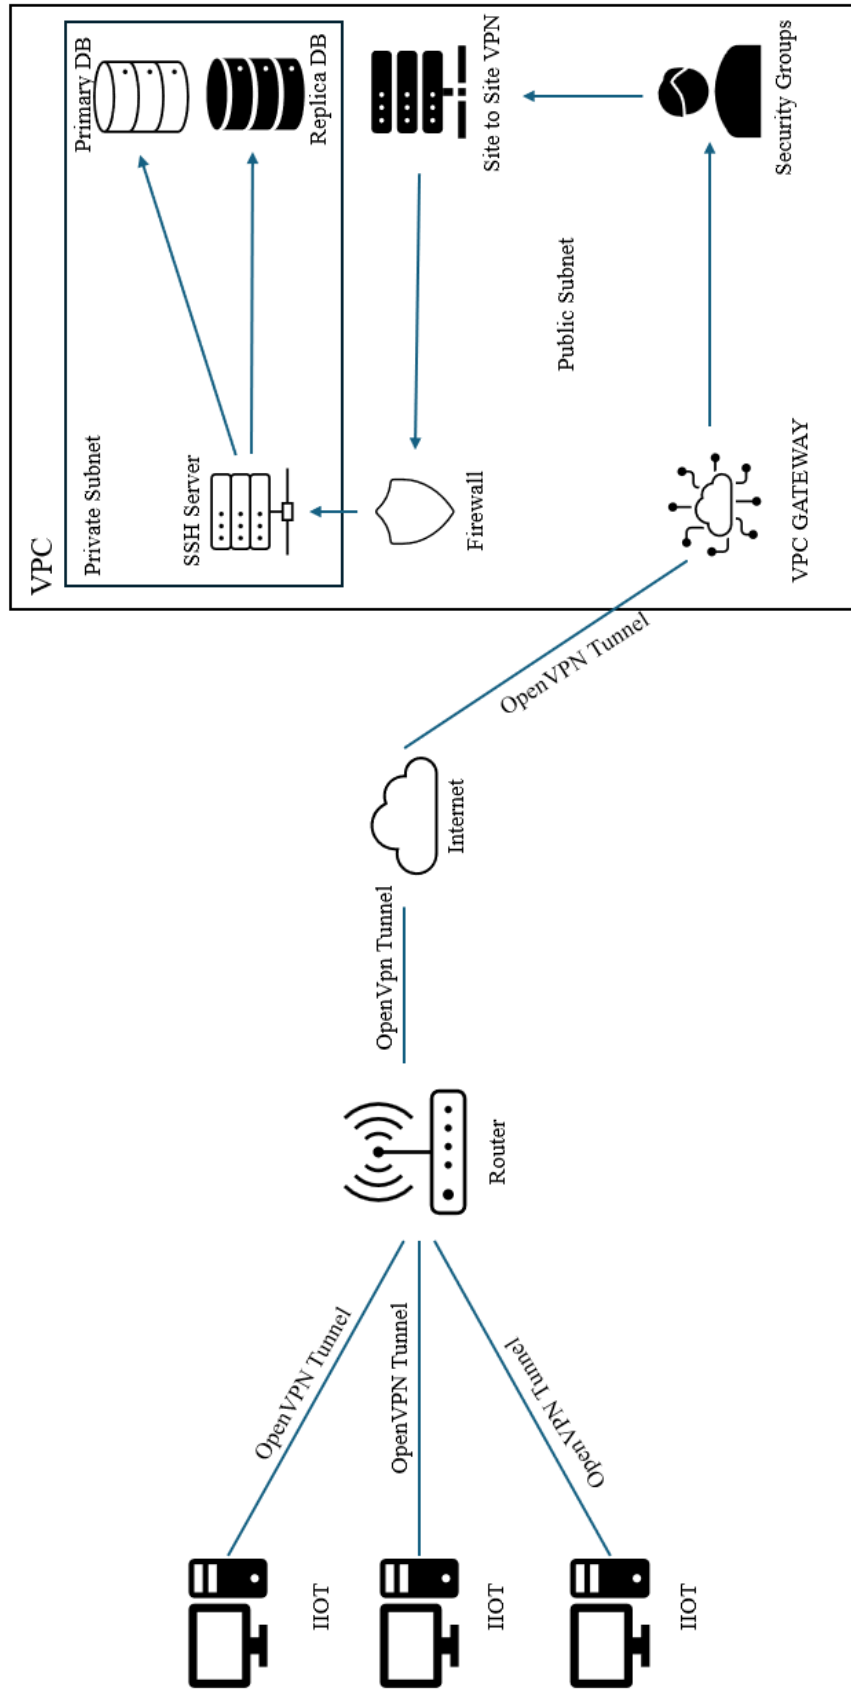 VPC
Private Subnet
Primary DB
SSH Server
Replica DB
Firewall
Site to Site VPN
Public Subnet
VPC GATEWAY
Security Groups
OpenVPN Tunnel
Internet
OpenVpn Tunnel
Router
OpenVPN Tunnel
OpenVPN Tunnel
OpenVPN Tunnel
IIOT
IIOT
IIOT